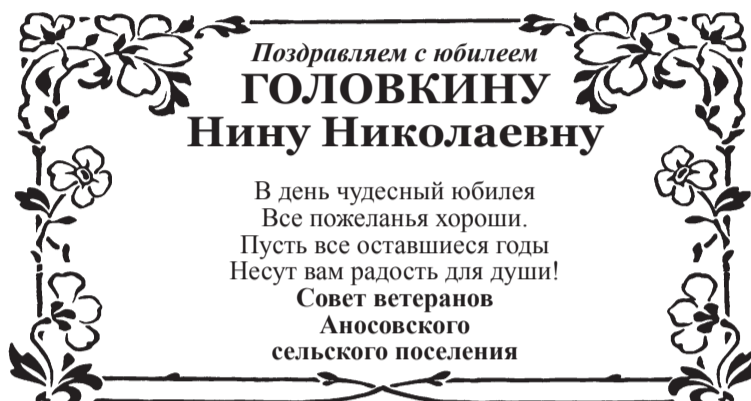 Поздравляем с юбилеем
ГОЛОВКИНУ
Нину Николаевну
В день чудесный юбилея
Все пожеланья хороши.
Пусть все оставшиеся годы
Несут вам радость для души!
Совет ветеранов
Аносовского
сельского поселения